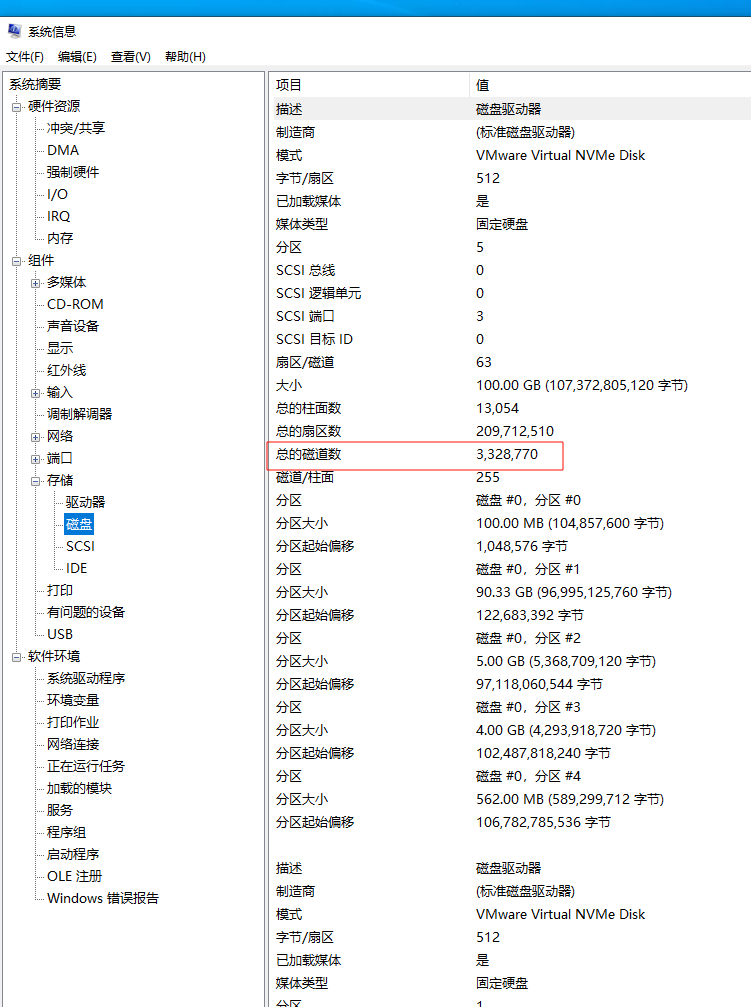 系统信息
文件(F) 编辑(E) 查看(V) 帮助(H)
系统摘要
硬件资源
冲突/共享
DMA
强制硬件
I/O
IRQ
内存
组件
多媒体
CD-ROM
声音设备
显示
红外线
输入
调制解调器
网络
端口
存储
驱动器
磁盘
SCSI
IDE
打印
有问题的设备
USB
软件环境
系统驱动程序
环境变量
打印作业
网络连接
正在运行任务
加载的模块
服务
程序组
启动程序
OLE 注册
Windows 错误报告
项目 值
描述 磁盘驱动器
制造商 (标准磁盘驱动器)
模式 VMware Virtual NVMe Disk
字节/扇区 512
已加载媒体 是
媒体类型 固定硬盘
分区 5
SCSI 总线 0
SCSI 逻辑单元 0
SCSI 端口 3
SCSI 目标 ID 0
扇区/磁道 63
大小 100.00 GB (107,372,805,120 字节)
总的柱面数 13,054
总的扇区数 209,712,510
总的磁道数 3,328,770
磁道/柱面 255
分区 磁盘 #0，分区 #0
分区大小 100.00 MB (104,857,600 字节)
分区起始偏移 1,048,576 字节
分区 磁盘 #0，分区 #1
分区大小 90.33 GB (96,995,125,760 字节)
分区起始偏移 122,683,392 字节
分区 磁盘 #0，分区 #2
分区大小 5.00 GB (5,368,709,120 字节)
分区起始偏移 97,118,060,544 字节
分区 磁盘 #0，分区 #3
分区大小 4.00 GB (4,293,918,720 字节)
分区起始偏移 102,487,818,240 字节
分区 磁盘 #0，分区 #4
分区大小 562.00 MB (589,299,712 字节)
分区起始偏移 106,782,785,536 字节
描述 磁盘驱动器
制造商 (标准磁盘驱动器)
模式 VMware Virtual NVMe Disk
字节/扇区 512
已加载媒体 是
媒体类型 固定硬盘
分区 1